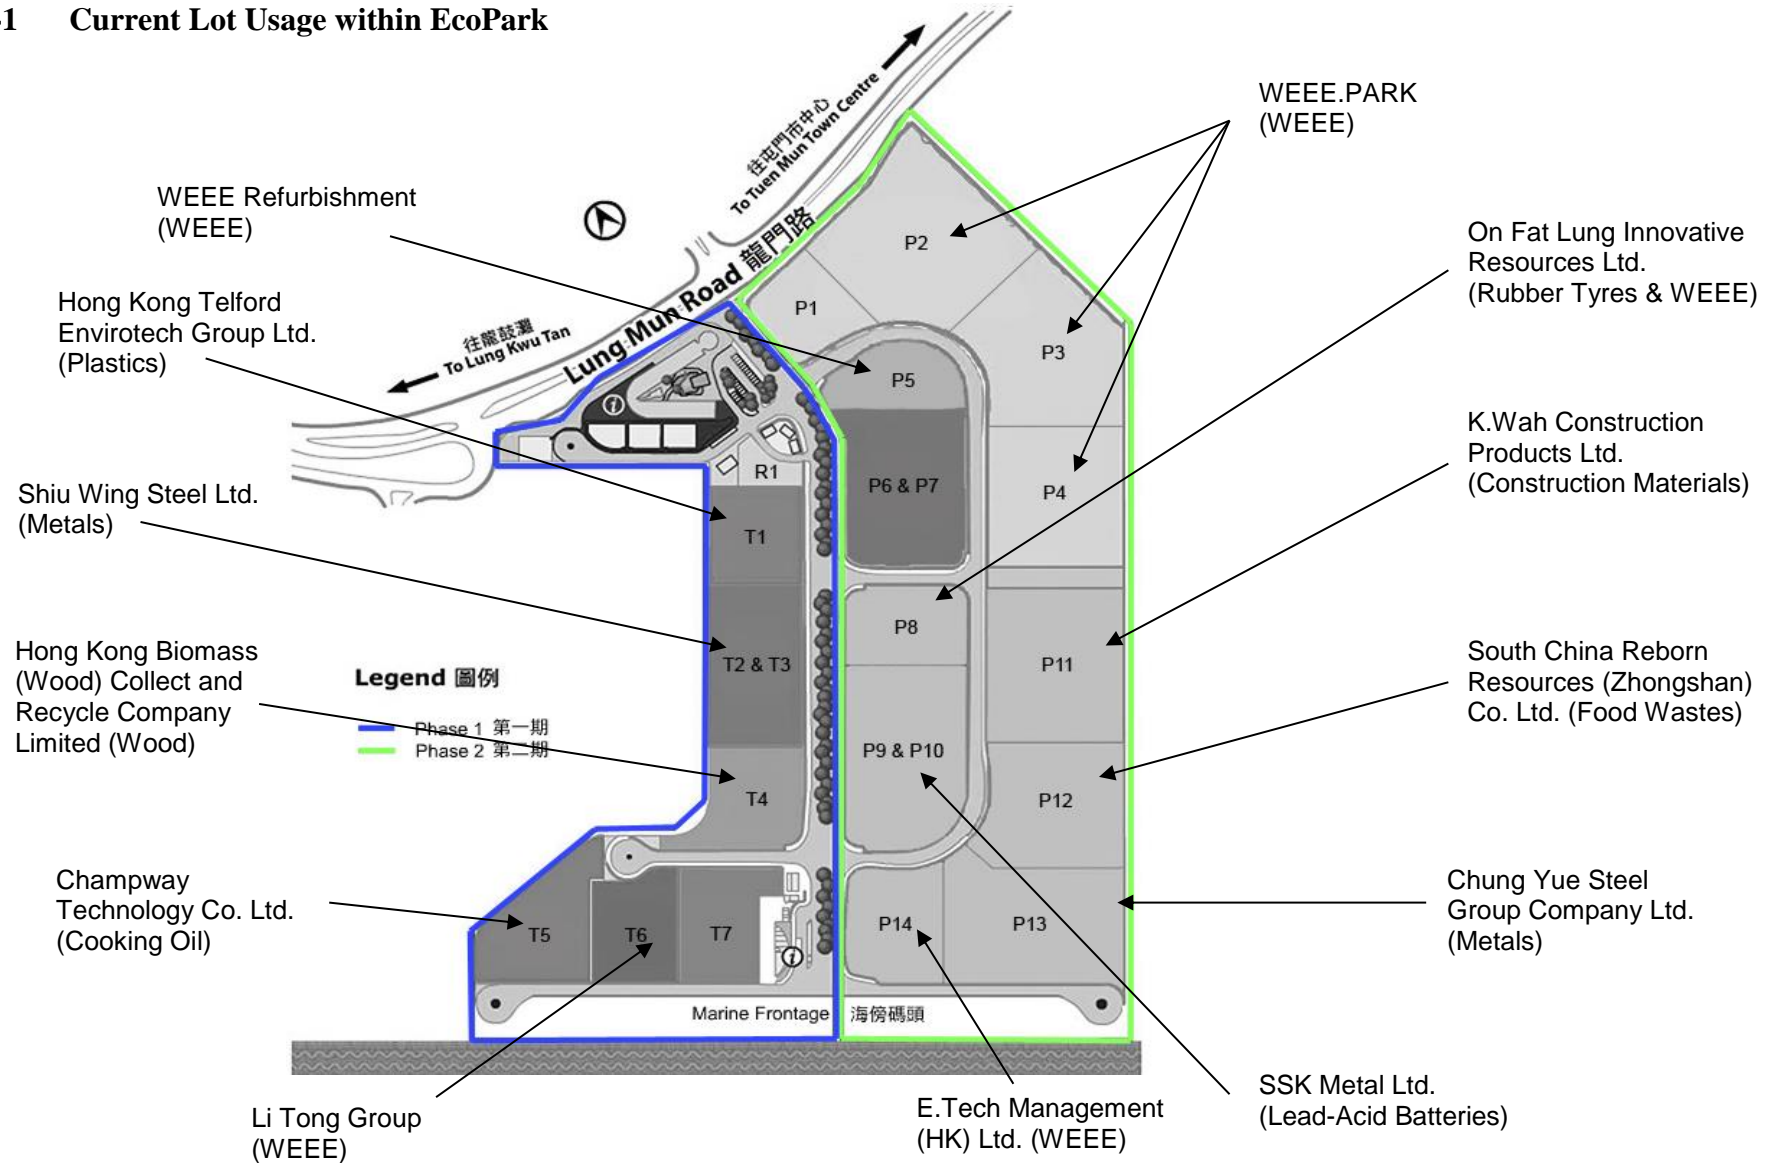 -1 Current Lot Usage within EcoPark
WEEE.PARK
(WEEE)
往屯門市中心
To Tuen Mun Town Centre
WEEE Refurbishment
(WEEE)
On Fat Lung Innovative
Resources Ltd.
(Rubber Tyres & WEEE)
Hong Kong Telford
Envirotech Group Ltd.
(Plastics)
往龍鼓灘
To Lung Kwu Tan
Lung Mun Road 龍門路
P2
P1
P3
P5
K.Wah Construction
Products Ltd.
(Construction Materials)
i
R1
P6 & P7
P4
Shiu Wing Steel Ltd.
(Metals)
T1
P8
Hong Kong Biomass
(Wood) Collect and
Recycle Company
Limited (Wood)
Legend 圖例
Phase 1 第一期
Phase 2 第二期
T2 & T3
P11
South China Reborn
Resources (Zhongshan)
Co. Ltd. (Food Wastes)
P9 & P10
T4
P12
Champway
Technology Co. Ltd.
(Cooking Oil)
Chung Yue Steel
Group Company Ltd.
(Metals)
T5
T6
T7
i
P14
P13
Marine Frontage 海傍碼頭
Li Tong Group
(WEEE)
E.Tech Management
(HK) Ltd. (WEEE)
SSK Metal Ltd.
(Lead-Acid Batteries)